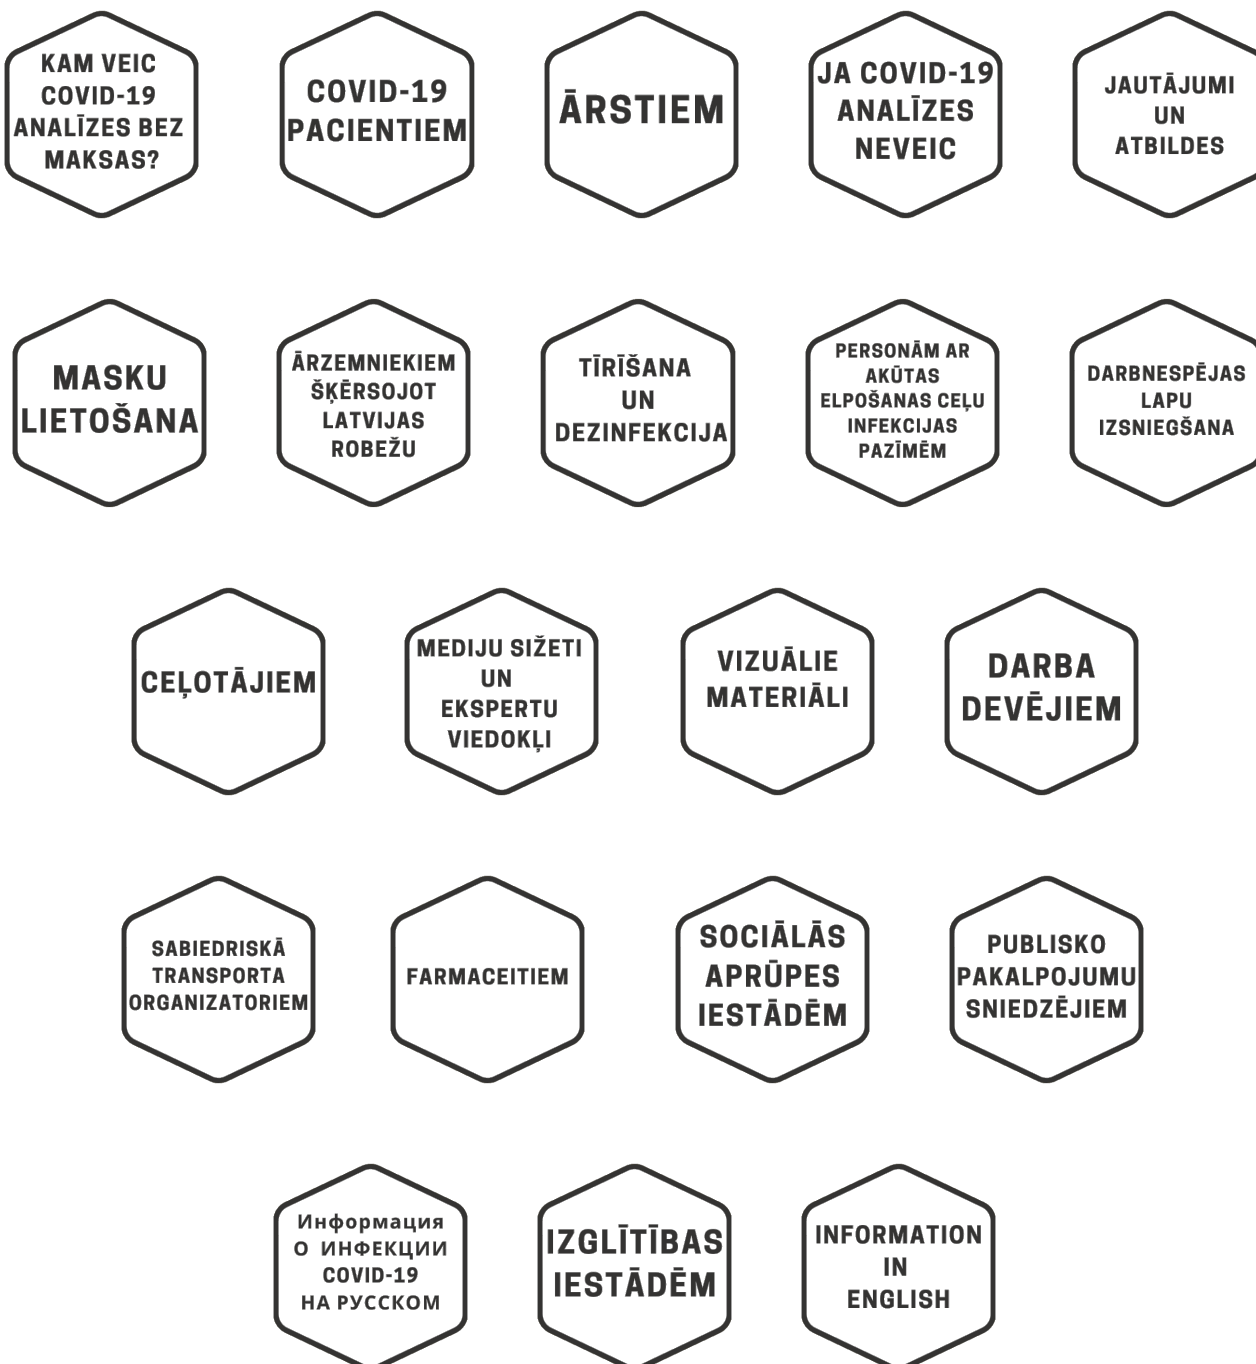 KAM VEIC
COVID-19
ANALĪZES BEZ
MAKSAS?
COVID-19
PACIENTIEM
ĀRSTIEM
JA COVID-19
ANALĪZES
NEVEIC
JAUTĀJUMI
UN
ATBILDES
MASKU
LIETOŠANA
ĀRZEMNIEKIEM
ŠĶĒRSOJOT
LATVIJAS
ROBEŽU
TĪRĪŠANA
UN
DEZINFEKCIJA
PERSONĀM AR
AKŪTAS
ELPOŠANAS CEĻU
INFEKCIJAS
PAZĪMĒM
DARBNESPĒJAS
LAPU
IZSNIEGŠANA
CEĻOTĀJIEM
MEDIJU SIŽETI
UN
EKSPERTU
VIEDOKĻI
VIZUĀLIE
MATERIĀLI
DARBA
DEVĒJIEM
SABIEDRISKĀ
TRANSPORTA
ORGANIZATORIEM
FARMACEITIEM
SOCIĀLĀS
APRŪPES
IESTĀDĒM
PUBLISKO
PAKALPOJUMU
SNIEDZĒJIEM
Информация
О ИНФЕКЦИИ
COVID-19
НА РУССКОМ
IZGLĪTĪBAS
IESTĀDĒM
INFORMATION
IN
ENGLISH